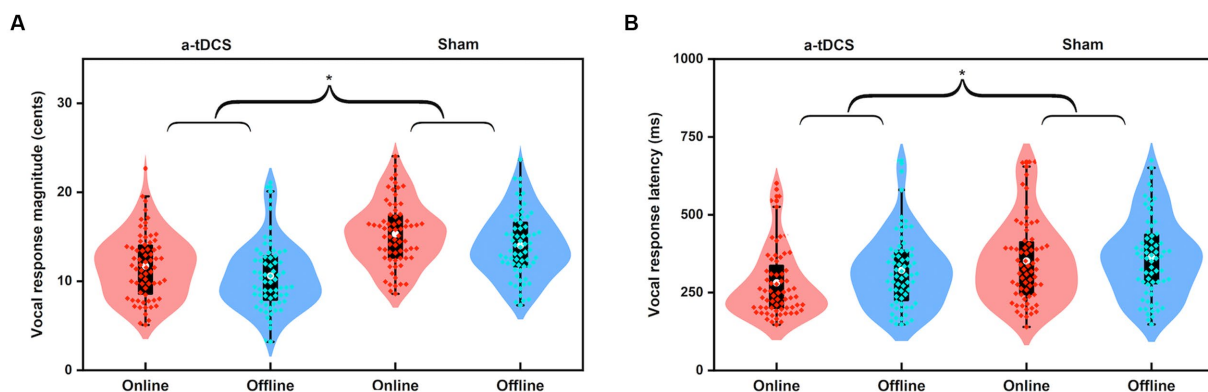 A
a-tDCS Sham
*
Vocal response magnitude (cents)
30
20
10
0
Online Offline Online Offline
B
a-tDCS Sham
*
Vocal response latency (ms)
1000
750
500
250
0
Online Offline Online Offline